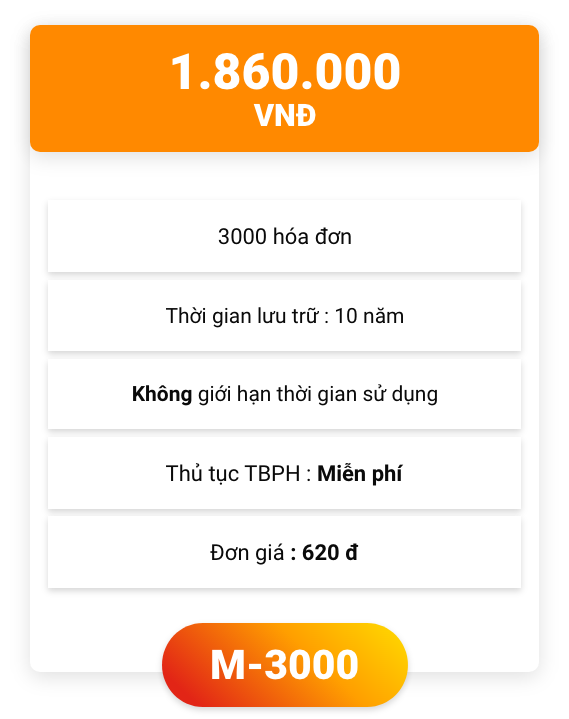 1.860.000
VNĐ
3000 hóa đơn
Thời gian lưu trữ : 10 năm
Không giới hạn thời gian sử dụng
Thủ tục TBPH : Miễn phí
Đơn giá : 620 đ
M-3000